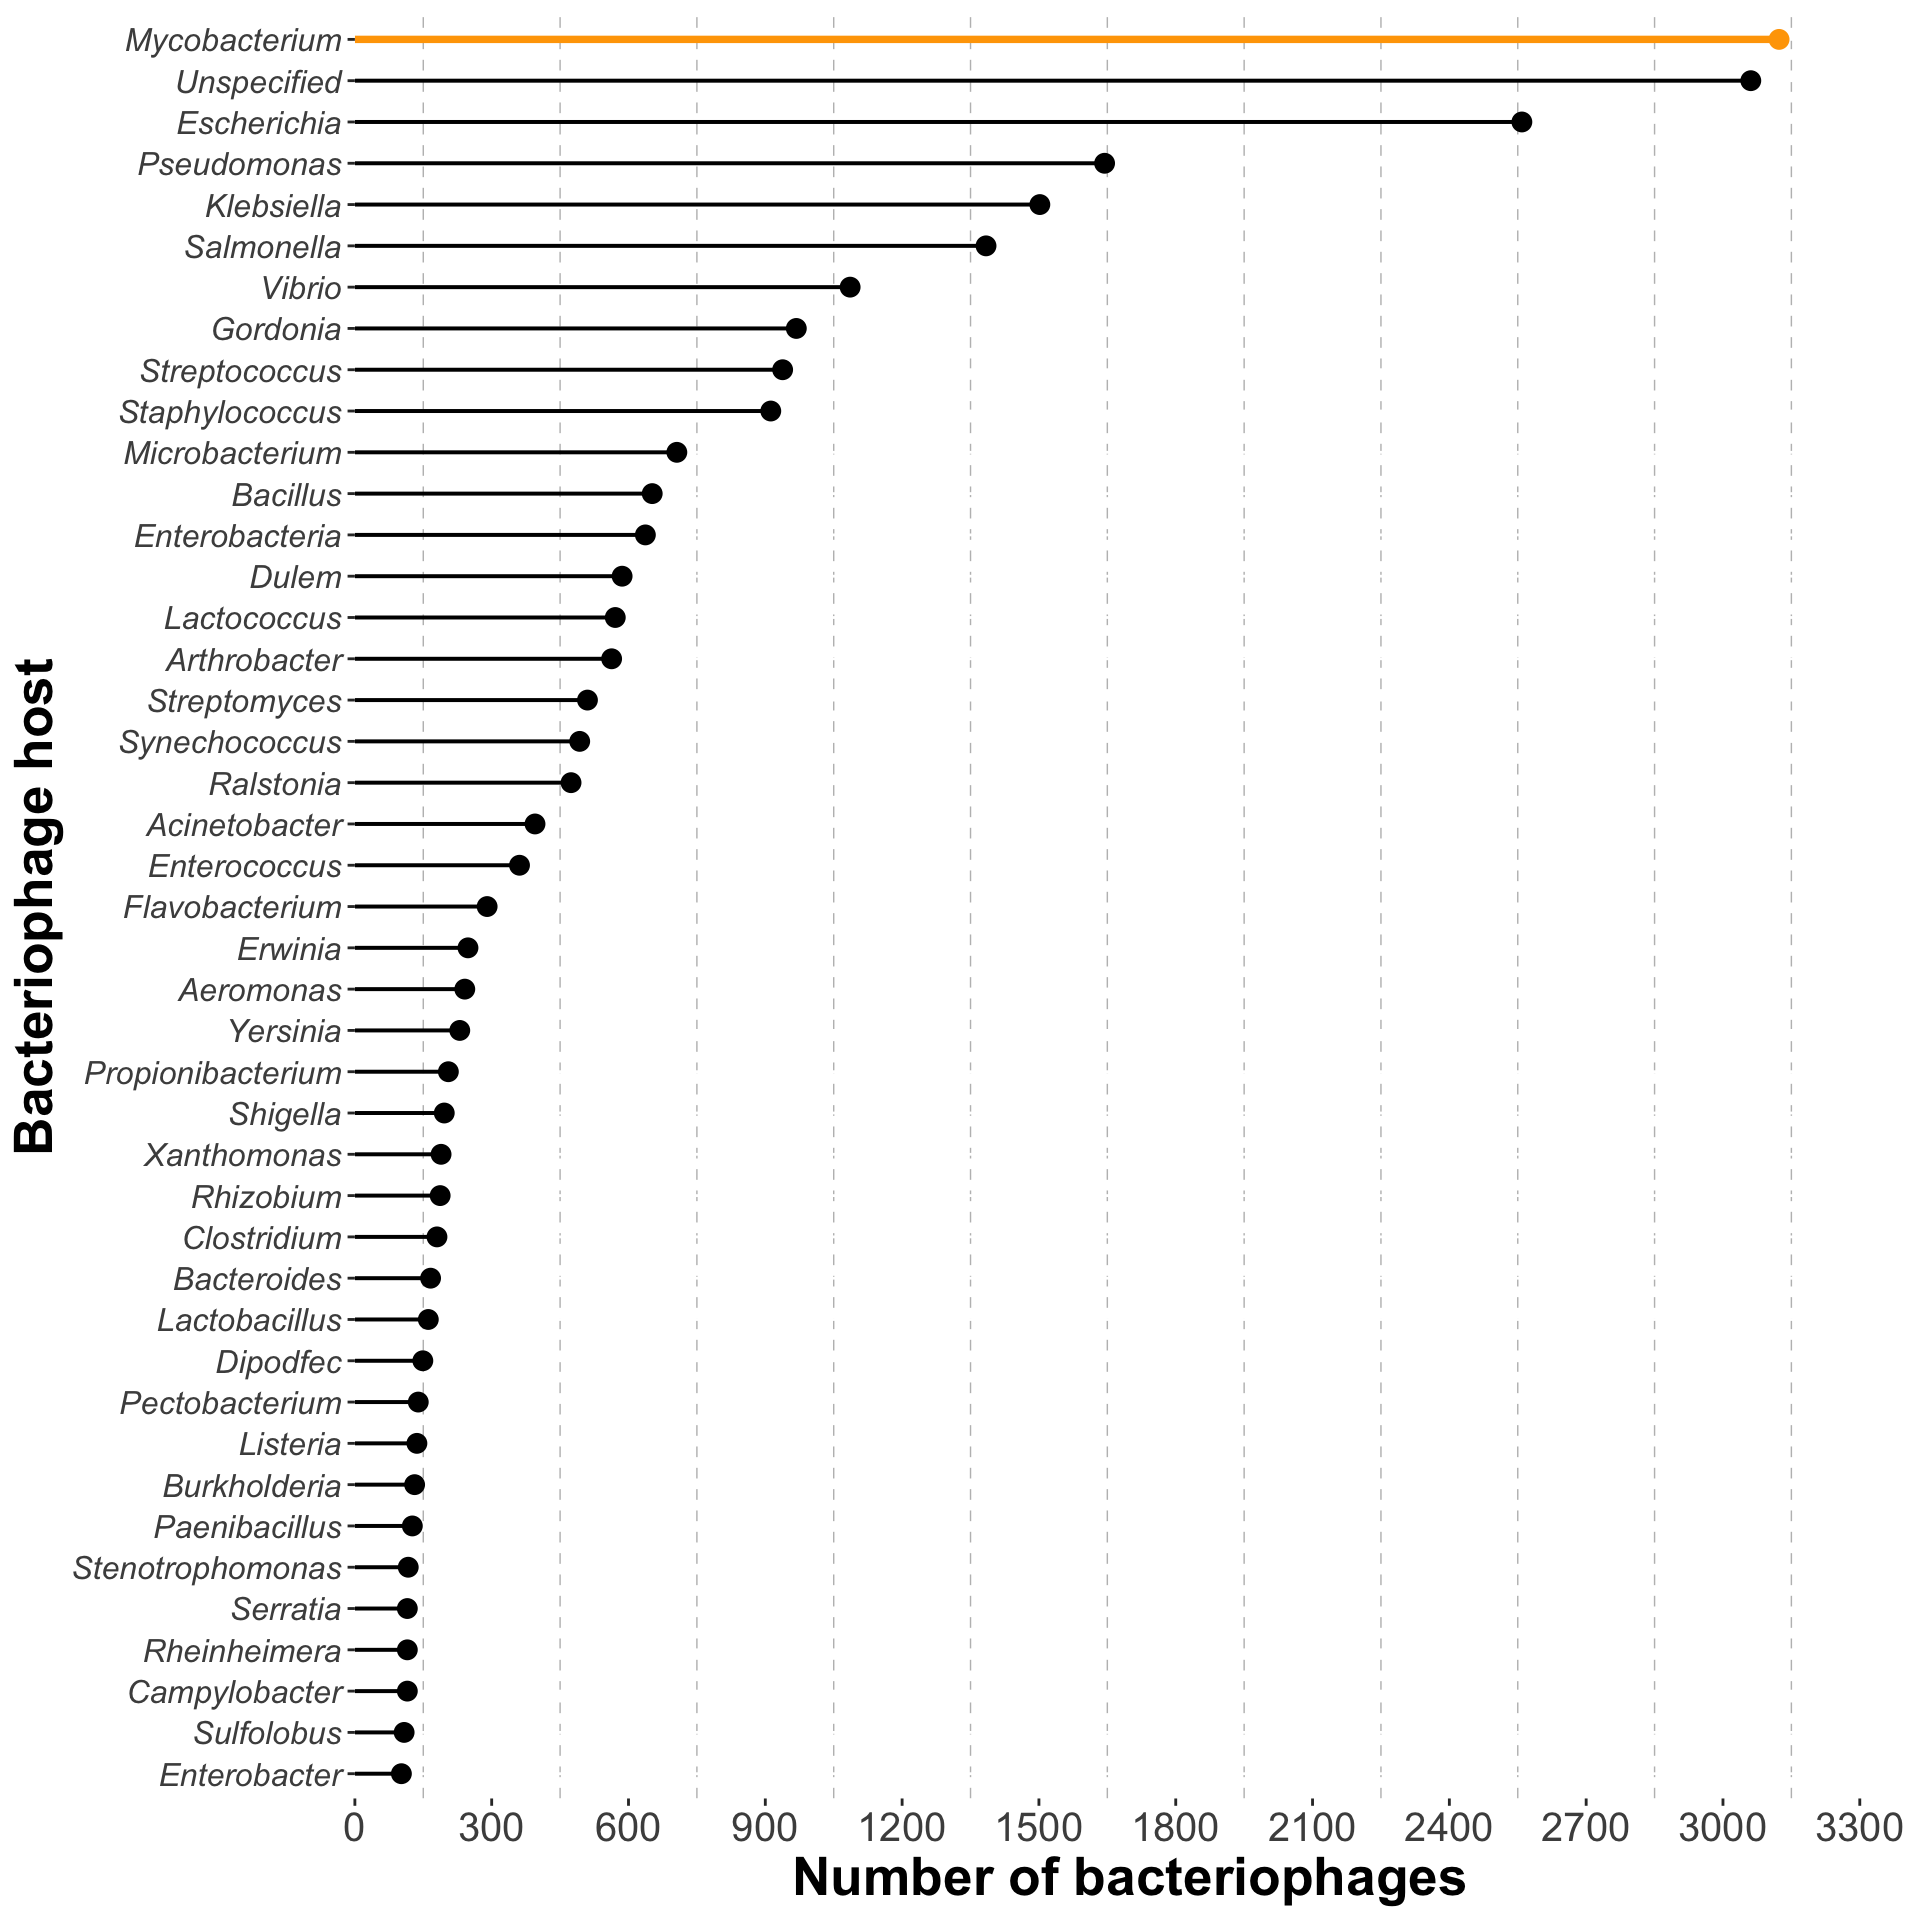 Mycobacterium
Unspecified
Escherichia
Pseudomonas
Klebsiella
Salmonella
Vibrio
Gordonia
Streptococcus
Staphylococcus
Microbacterium
Bacillus
Enterobacteria
Dulem
Lactococcus
Arthrobacter
Streptomyces
Synechococcus
Ralstonia
Acinetobacter
Enterococcus
Flavobacterium
Erwinia
Aeromonas
Yersinia
Propionibacterium
Shigella
Xanthomonas
Rhizobium
Clostridium
Bacteroides
Lactobacillus
Dipodfec
Pectobacterium
Listeria
Burkholderia
Paenibacillus
Stenotrophomonas
Serratia
Rheinheimera
Campylobacter
Sulfolobus
Enterobacter
Bacteriophage host
0 300 600 900 1200 1500 1800 2100 2400 2700 3000 3300
Number of bacteriophages